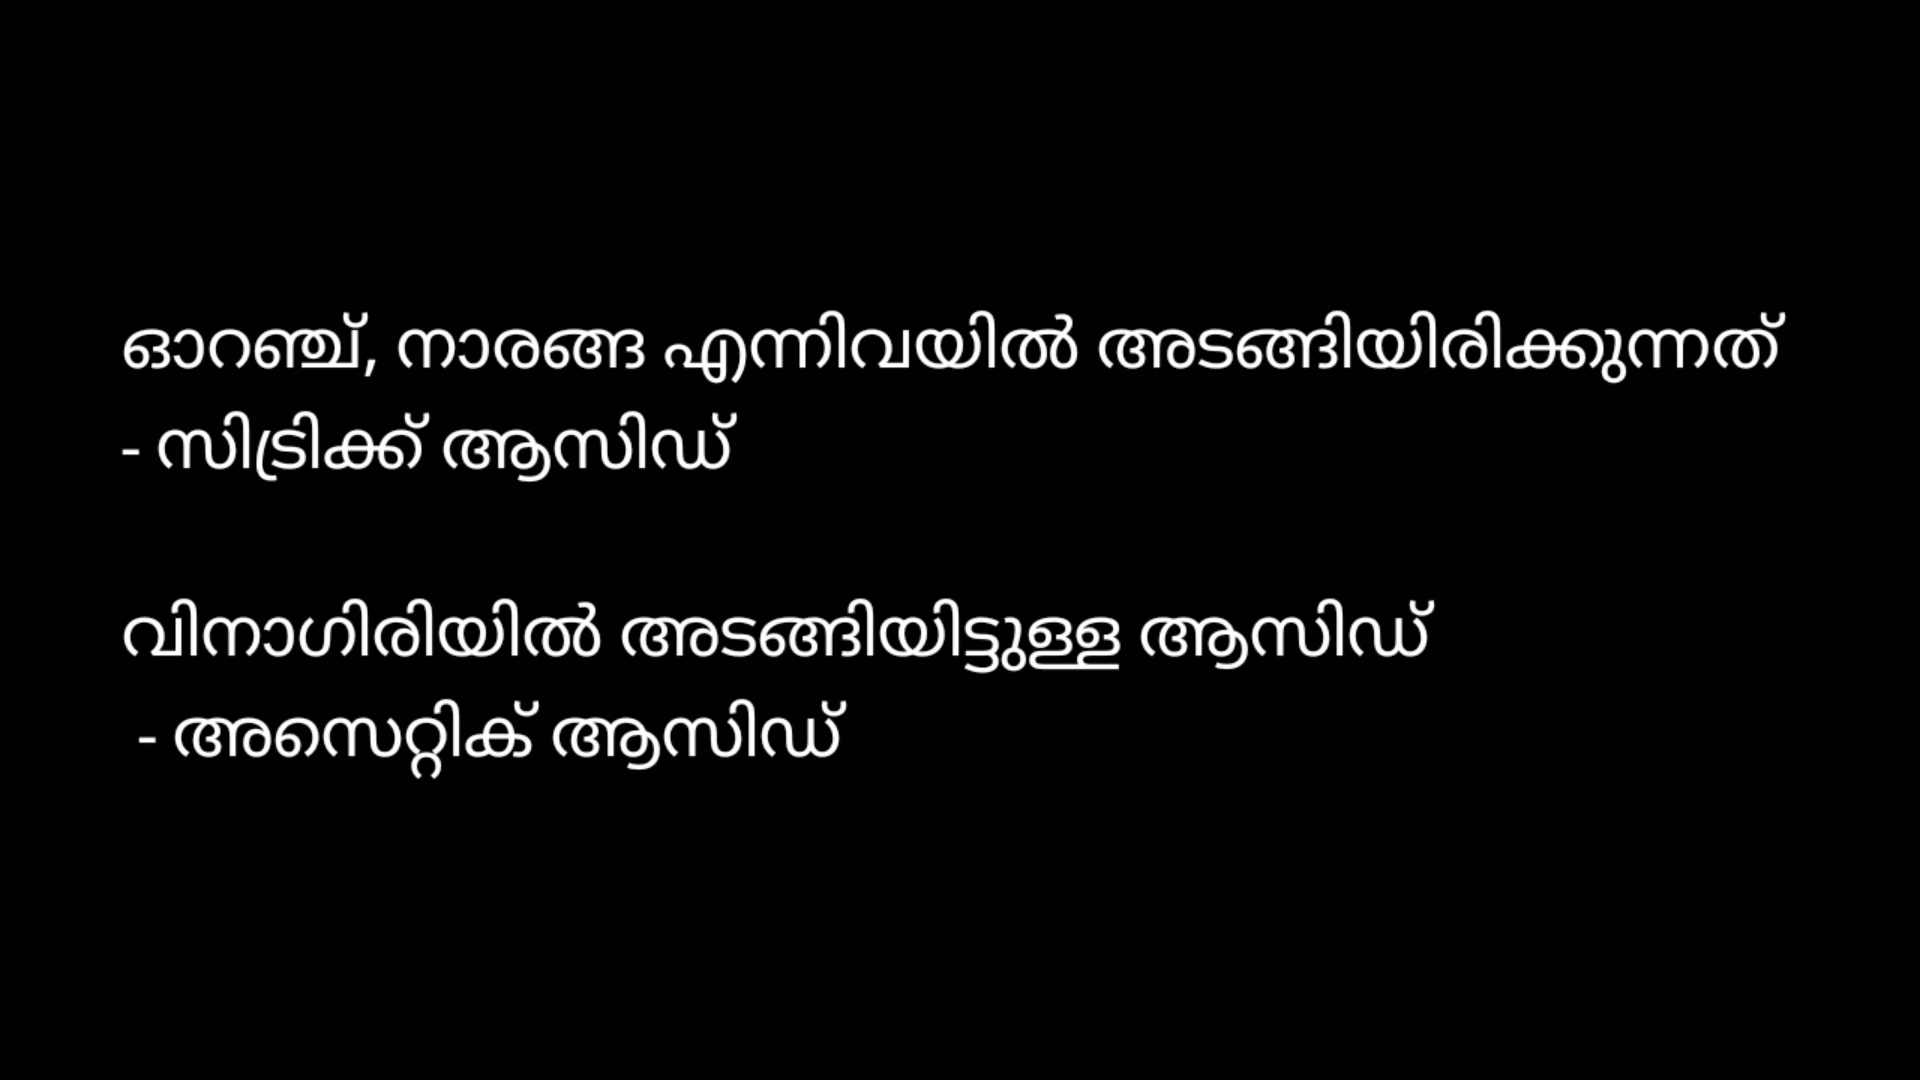 ഓറഞ്ച്, നാരങ്ങ എന്നിവയിൽ അടങ്ങിയിരിക്കുന്നത്
- സിട്രിക്ക് ആസിഡ്
വിനാഗിരിയിൽ അടങ്ങിയിട്ടുള്ള ആസിഡ്
- അസെറ്റിക് ആസിഡ്